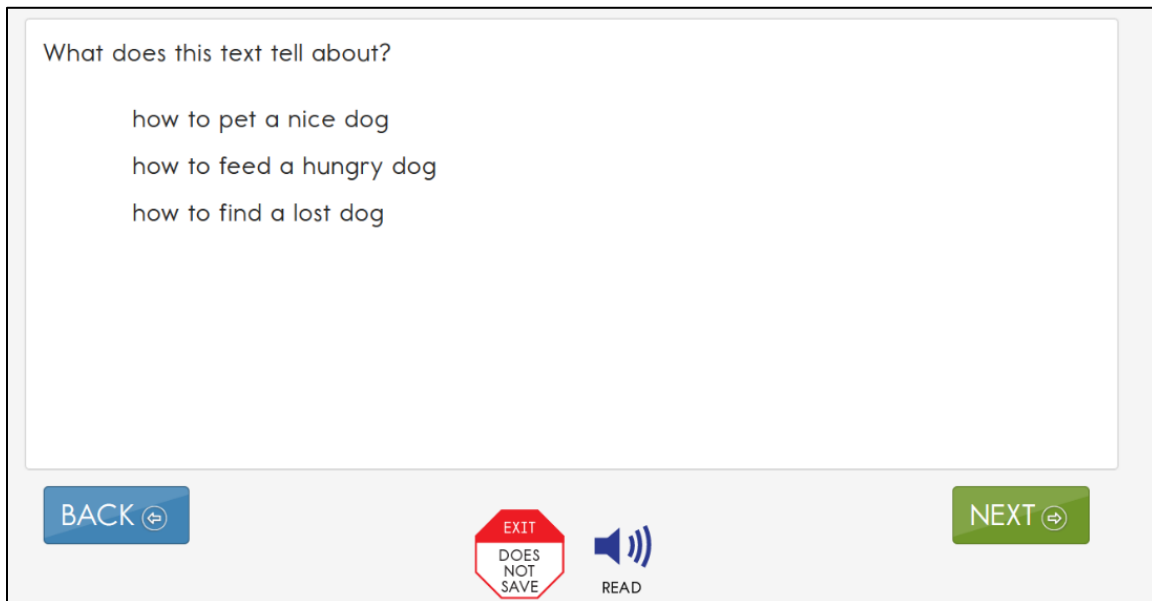 What does this text tell about?
how to pet a nice dog
how to feed a hungry dog
how to find a lost dog
BACK
NEXT
EXIT
DOES
NOT
SAVE
READ